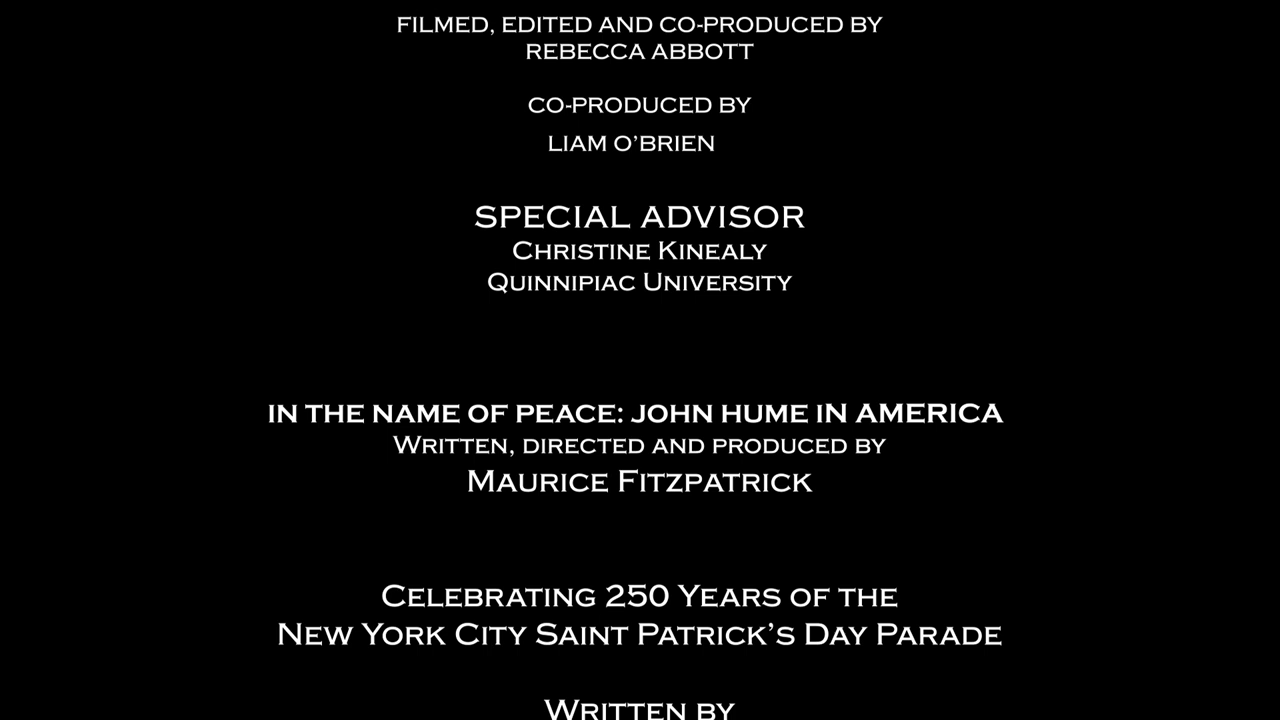 FILMED, EDITED AND CO-PRODUCED BY
REBECCA ABBOTT
CO-PRODUCED BY
LIAM O’BRIEN
SPECIAL ADVISOR
CHRISTINE KINEALY
QUINNIPIAC UNIVERSITY
IN THE NAME OF PEACE: JOHN HUME IN AMERICA
WRITTEN, DIRECTED AND PRODUCED BY
MAURICE FITZPATRICK
CELEBRATING 250 YEARS OF THE
NEW YORK CITY SAINT PATRICK’S DAY PARADE
WRITTEN BY